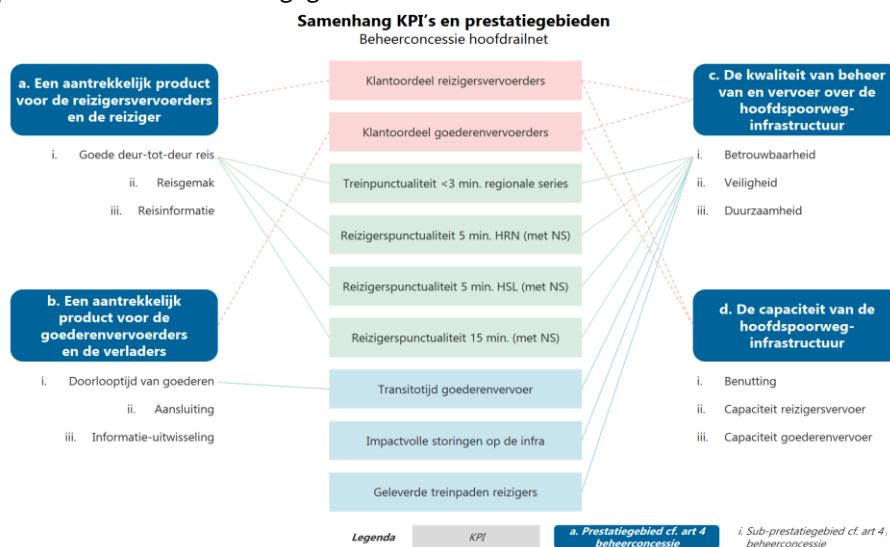 Samenhang KPI's en prestatiegebieden
Beheerconcessie hoofdrailnet
a. Een aantrekkelijk product
voor de reizigersvervoerders
en de reiziger
i. Goede deur-tot-deur reis
ii. Reisgemak
iii. Reisinformatie
b. Een aantrekkelijk
product voor de
goederenvervoerders
en de verladers
i. Doorlooptijd van goederen
ii. Aansluiting
iii. Informatie-uitwisseling
Klantoordeel reizigersvervoerders
Klantoordeel goederenvervoerders
Treinpunctualiteit <3 min. regionale series
Reizigerspunctualiteit 5 min. HRN (met NS)
Reizigerspunctualiteit 5 min. HSL (met NS)
Reizigerspunctualiteit 15 min. (met NS)
Transitotijd goederenvervoer
Impactvolle storingen op de infra
Geleverde treinpaden reizigers
c. De kwaliteit van beheer
van en vervoer over de
hoofdspoorweg-
infrastructuur
i. Betrouwbaarheid
ii. Veiligheid
iii. Duurzaamheid
d. De capaciteit van de
hoofdspoorweg-
infrastructuur
i. Benutting
ii. Capaciteit reizigersvervoer
iii. Capaciteit goederenvervoer
Legenda
KPI
a. Prestatiegebied cf. art 4
beheerconcessie
i. Sub-prestatiegebied cf. art 4
beheerconcessie